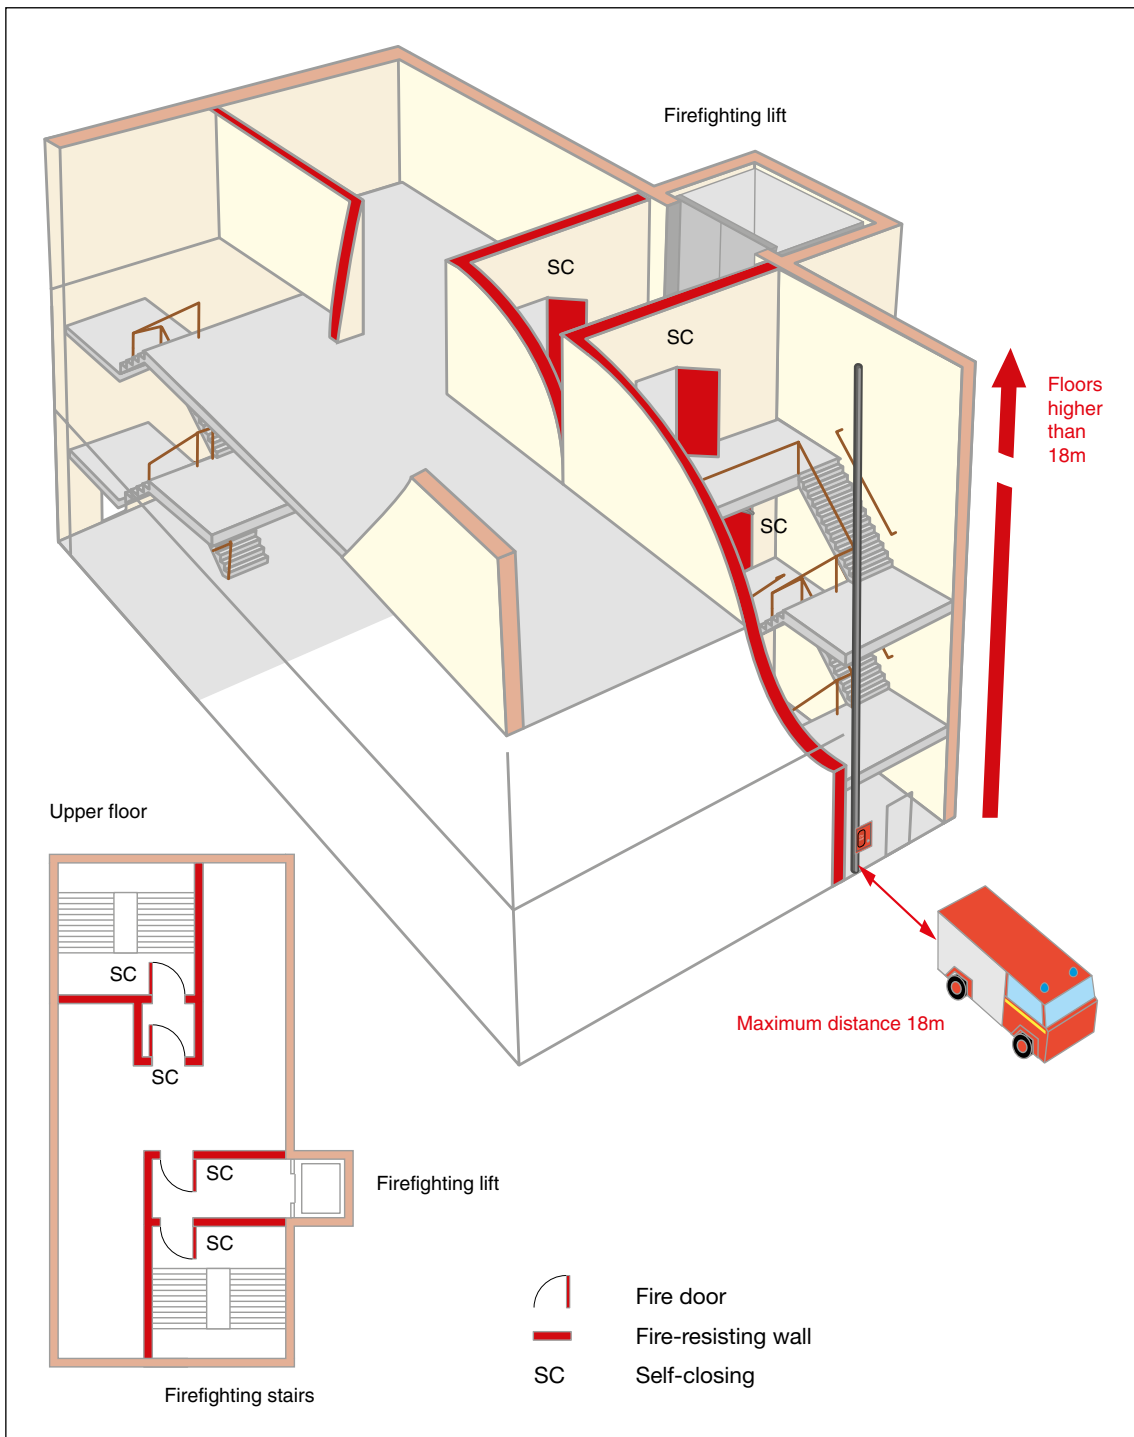 Firefighting lift
SC
SC
Floors
higher
than
18m
SC
Upper floor
SC
Maximum distance 18m
SC
SC
Firefighting lift
SC
Fire door
Fire-resisting wall
SC Self-closing
Firefighting stairs